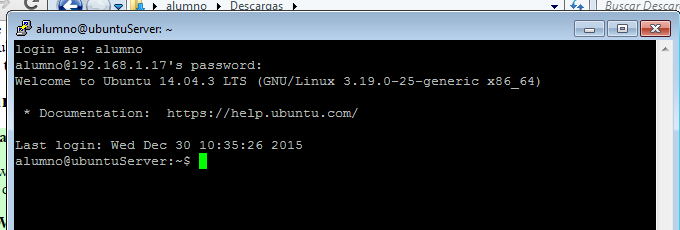 alumno Descargas Buscar Descar
alumno@ubuntuServer: ~
login as: alumno
alumno@192.168.1.17's password:
Welcome to Ubuntu 14.04.3 LTS (GNU/Linux 3.19.0-25-generic x86_64)
* Documentation:  https://help.ubuntu.com/
Last login: Wed Dec 30 10:35:26 2015
alumno@ubuntuServer:~$